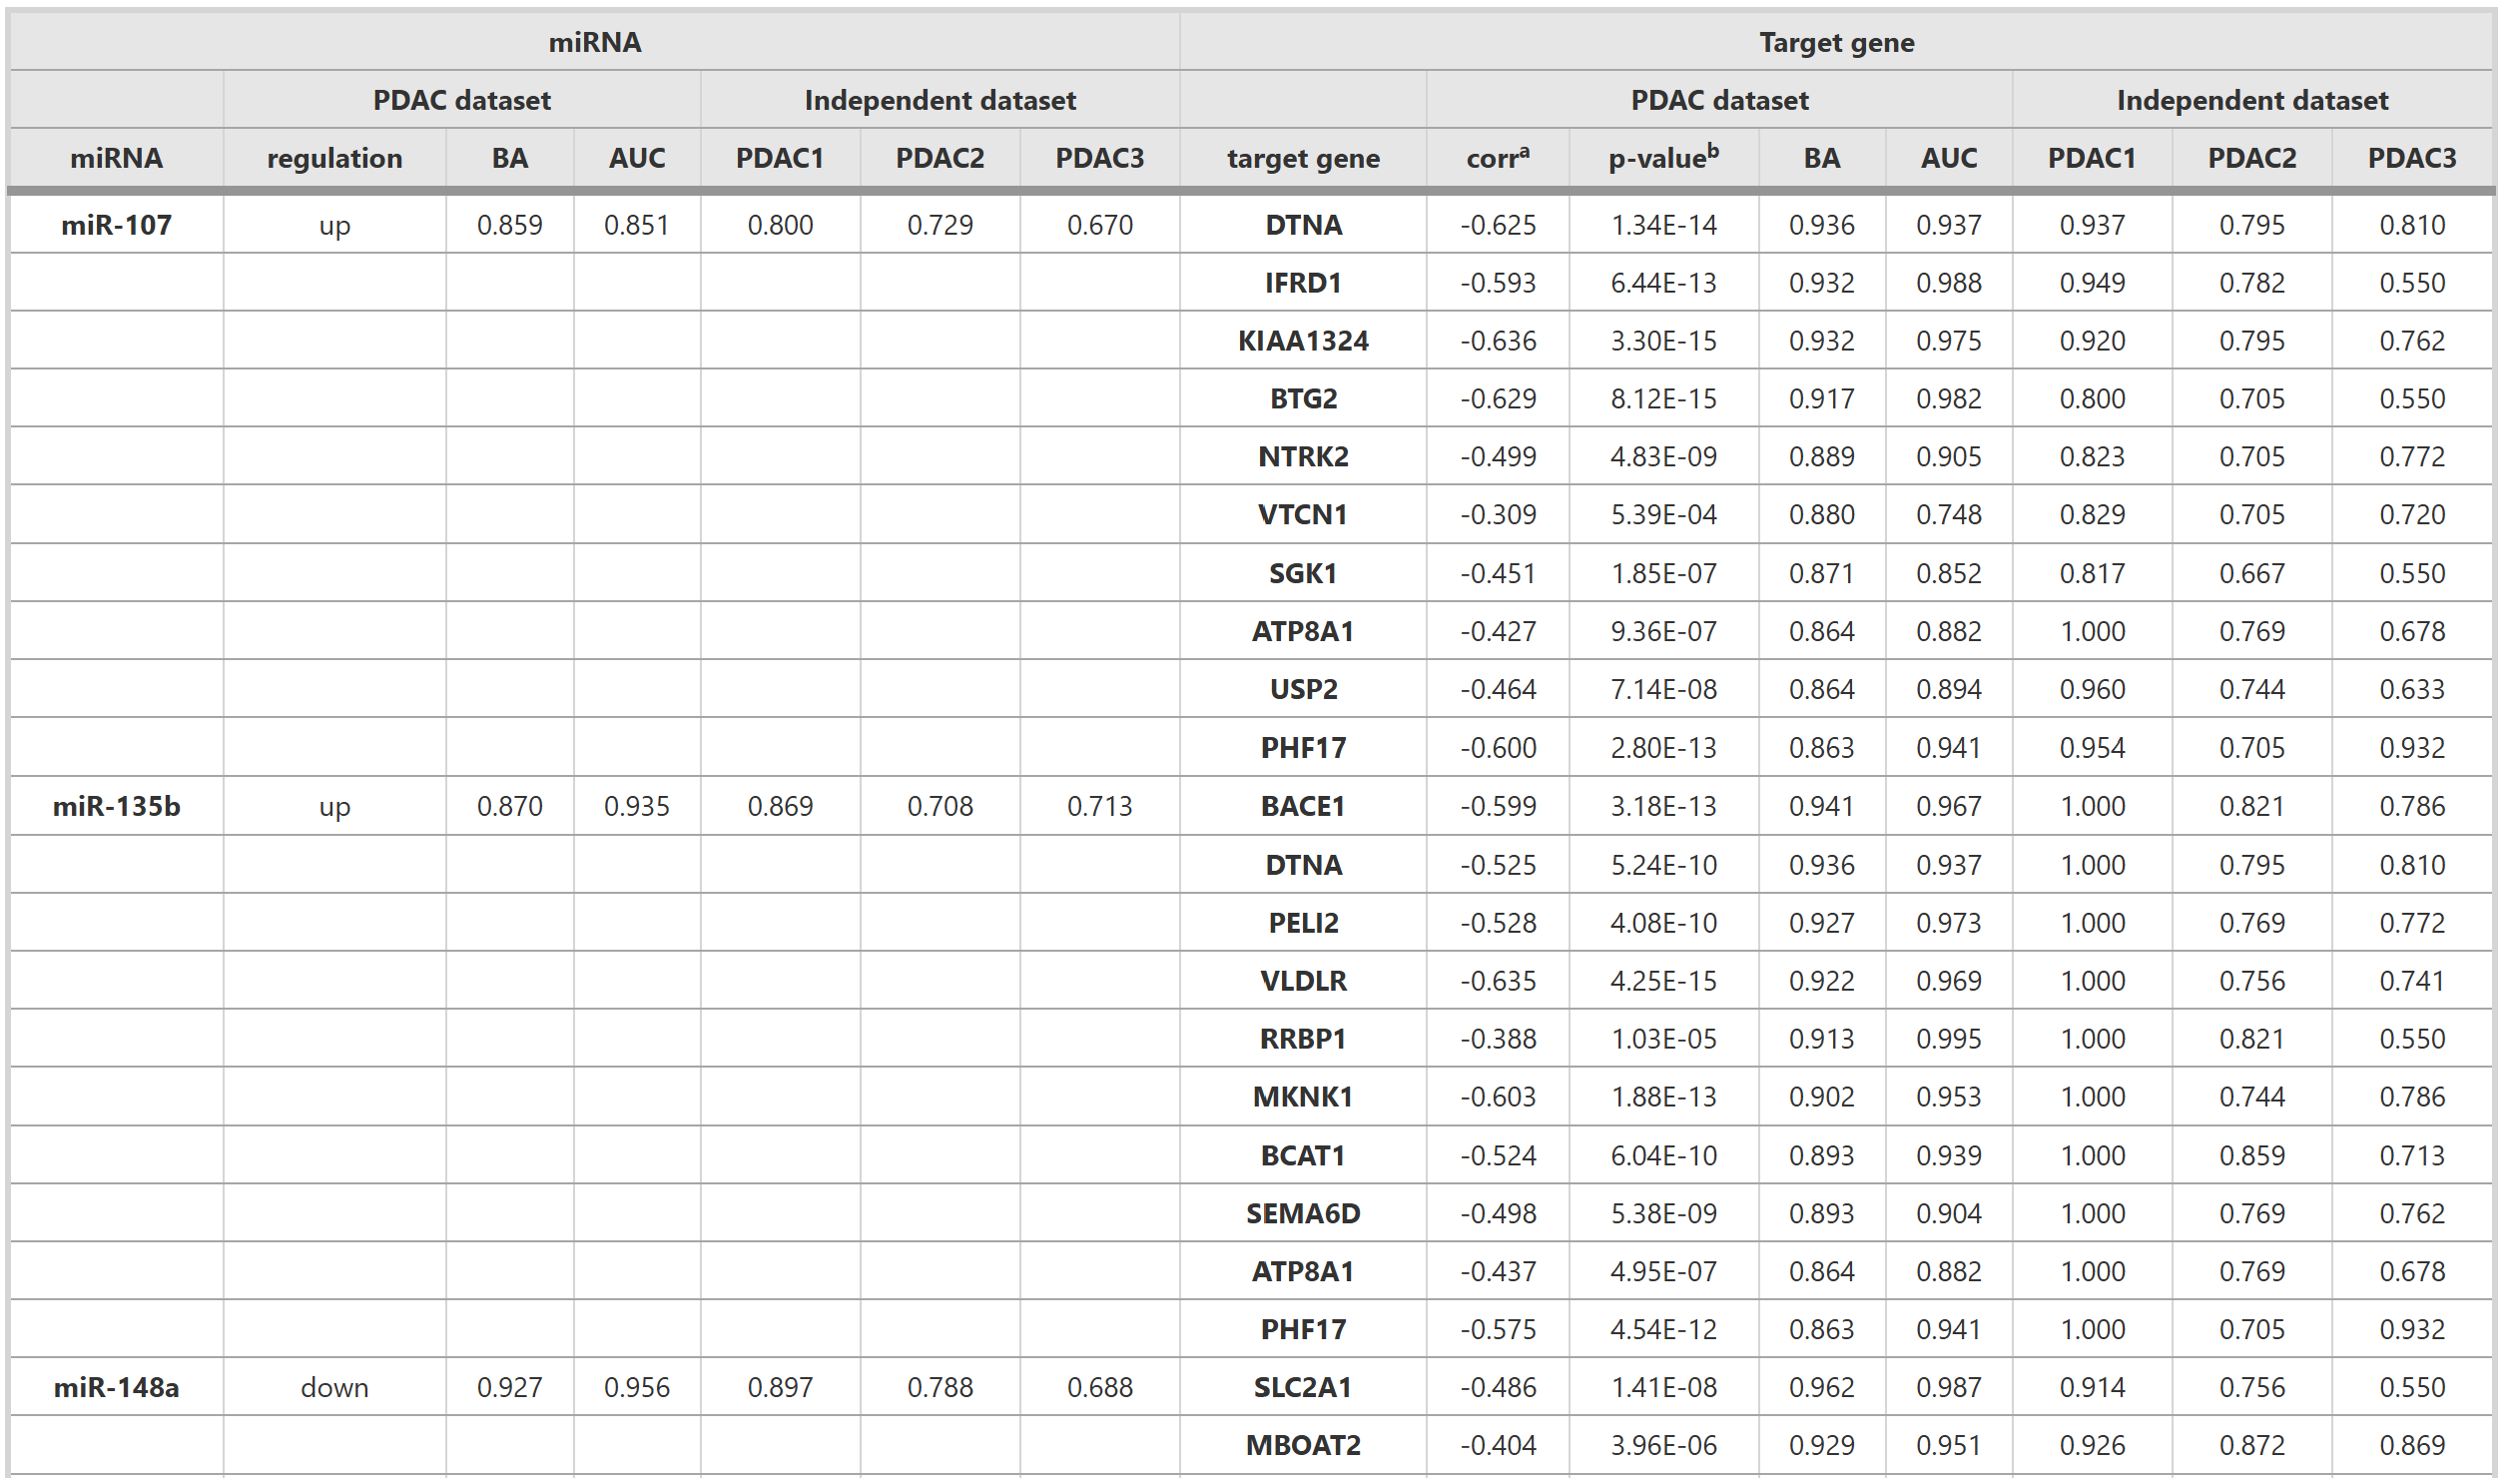 miRNA Target gene
PDAC dataset Independent dataset PDAC dataset Independent dataset
miRNA regulation BA AUC PDAC1 PDAC2 PDAC3 target gene corrᵃ p-valueᵇ BA AUC PDAC1 PDAC2 PDAC3
miR-107 up 0.859 0.851 0.800 0.729 0.670 DTNA -0.625 1.34E-14 0.936 0.937 0.937 0.795 0.810
IFRD1 -0.593 6.44E-13 0.932 0.988 0.949 0.782 0.550
KIAA1324 -0.636 3.30E-15 0.932 0.975 0.920 0.795 0.762
BTG2 -0.629 8.12E-15 0.917 0.982 0.800 0.705 0.550
NTRK2 -0.499 4.83E-09 0.889 0.905 0.823 0.705 0.772
VTCN1 -0.309 5.39E-04 0.880 0.748 0.829 0.705 0.720
SGK1 -0.451 1.85E-07 0.871 0.852 0.817 0.667 0.550
ATP8A1 -0.427 9.36E-07 0.864 0.882 1.000 0.769 0.678
USP2 -0.464 7.14E-08 0.864 0.894 0.960 0.744 0.633
PHF17 -0.600 2.80E-13 0.863 0.941 0.954 0.705 0.932
miR-135b up 0.870 0.935 0.869 0.708 0.713 BACE1 -0.599 3.18E-13 0.941 0.967 1.000 0.821 0.786
DTNA -0.525 5.24E-10 0.936 0.937 1.000 0.795 0.810
PELI2 -0.528 4.08E-10 0.927 0.973 1.000 0.769 0.772
VLDLR -0.635 4.25E-15 0.922 0.969 1.000 0.756 0.741
RRBP1 -0.388 1.03E-05 0.913 0.995 1.000 0.821 0.550
MKNK1 -0.603 1.88E-13 0.902 0.953 1.000 0.744 0.786
BCAT1 -0.524 6.04E-10 0.893 0.939 1.000 0.859 0.713
SEMA6D -0.498 5.38E-09 0.893 0.904 1.000 0.769 0.762
ATP8A1 -0.437 4.95E-07 0.864 0.882 1.000 0.769 0.678
PHF17 -0.575 4.54E-12 0.863 0.941 1.000 0.705 0.932
miR-148a down 0.927 0.956 0.897 0.788 0.688 SLC2A1 -0.486 1.41E-08 0.962 0.987 0.914 0.756 0.550
MBOAT2 -0.404 3.96E-06 0.929 0.951 0.926 0.872 0.869